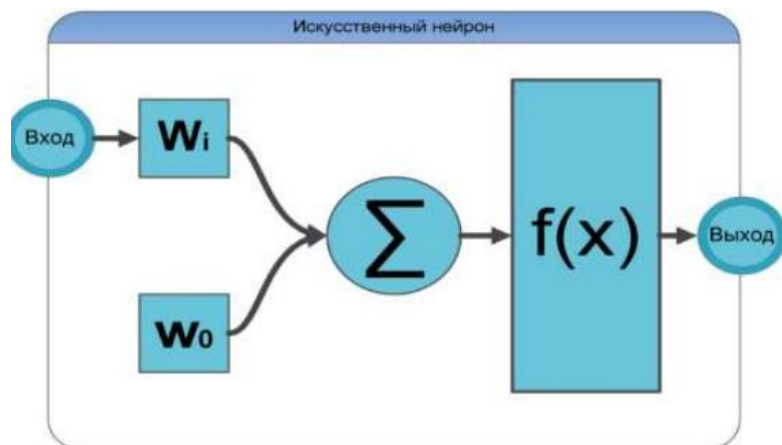 Искусственный нейрон
Вход
wi
w0
Σ
f(x)
Выход